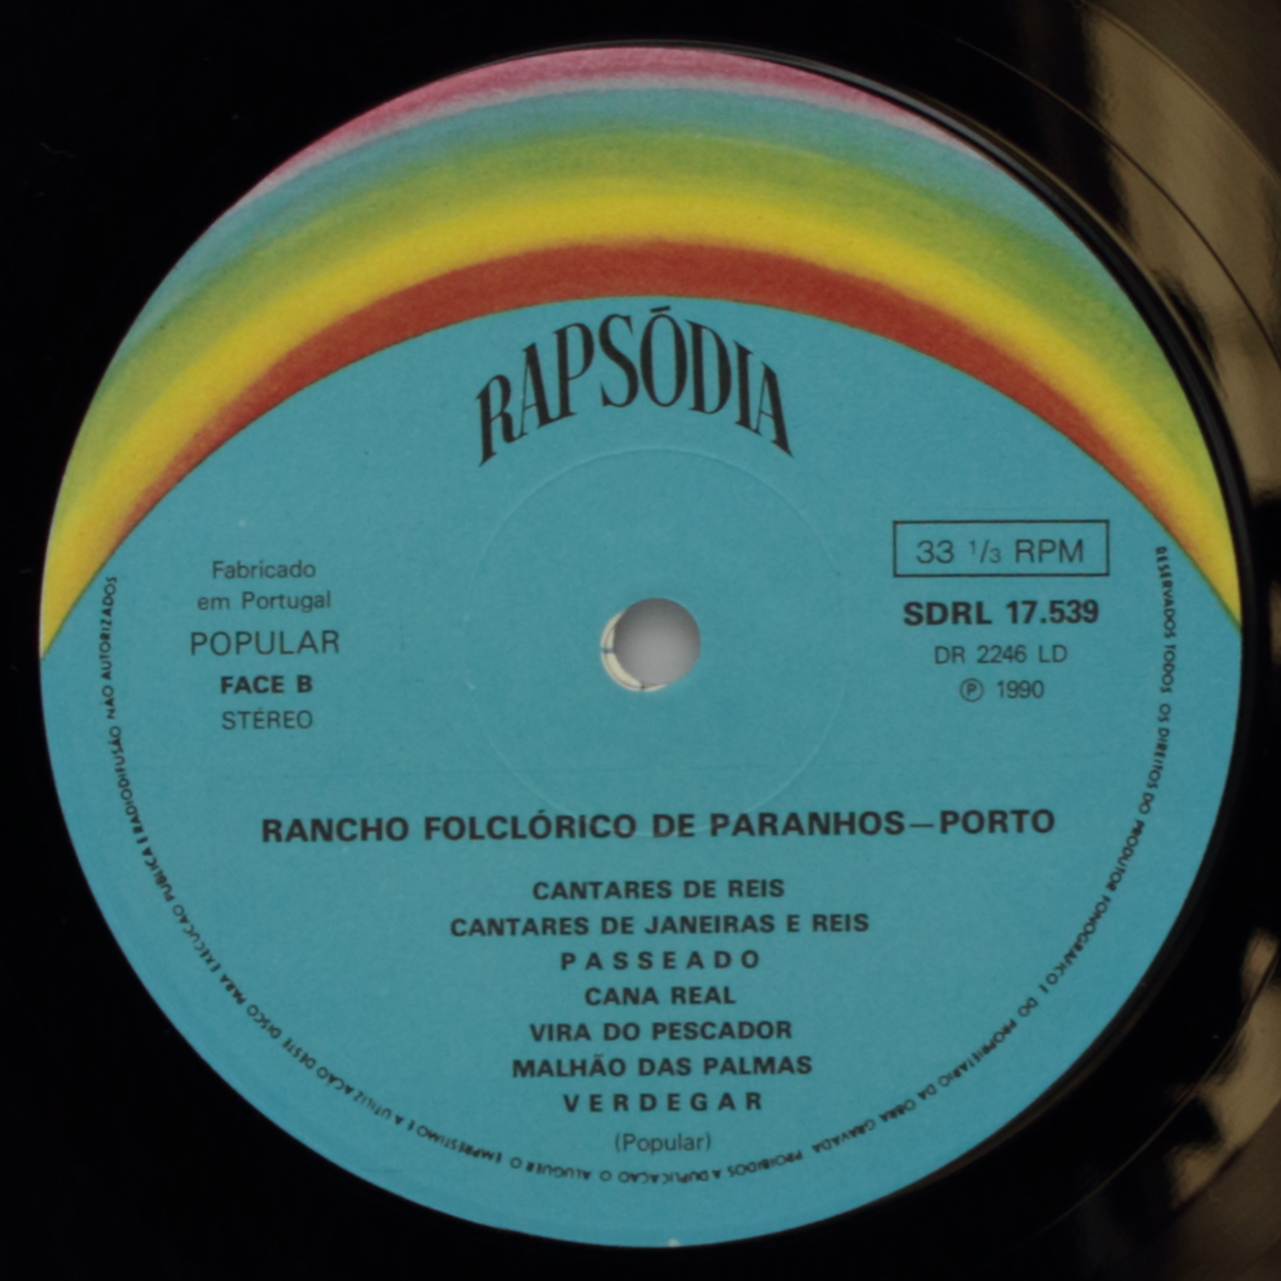 RAPSÓDIA
Fabricado
em Portugal
POPULAR
FACE B
STÉREO
33 1/3 RPM
SDRL 17.539
DR 2246 LD
Ⓟ 1990
RANCHO FOLCLÓRICO DE PARANHOS—PORTO
CANTARES DE REIS
CANTARES DE JANEIRAS E REIS
PASSEADO
CANA REAL
VIRA DO PESCADOR
MALHÃO DAS PALMAS
VERDEGAR
(Popular)
RESERVADOS TODOS OS DIREITOS DO PRODUTOR FONOGRÁFICO E DO PROPRIETARIO DA OBRA GRAVADA PROIBIDOS A DUPLICAÇÃO O ALUGUER O EMPRESTIMO E A UTILIZAÇÃO DESTE DISCO PARA EXECUÇÃO PUBLICA E RADIODIFUSÃO NÃO AUTORIZADOS